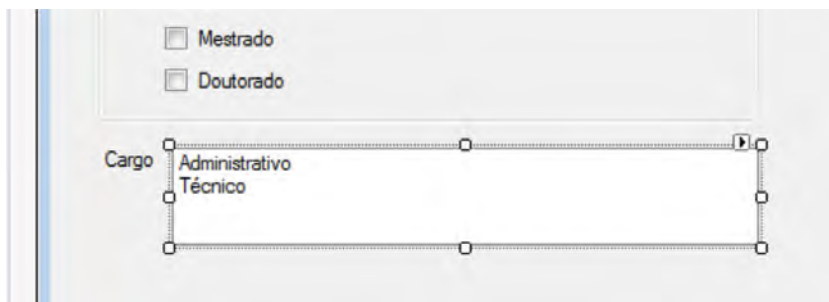 Mestrado
Doutorado
Cargo
Administrativo
Técnico